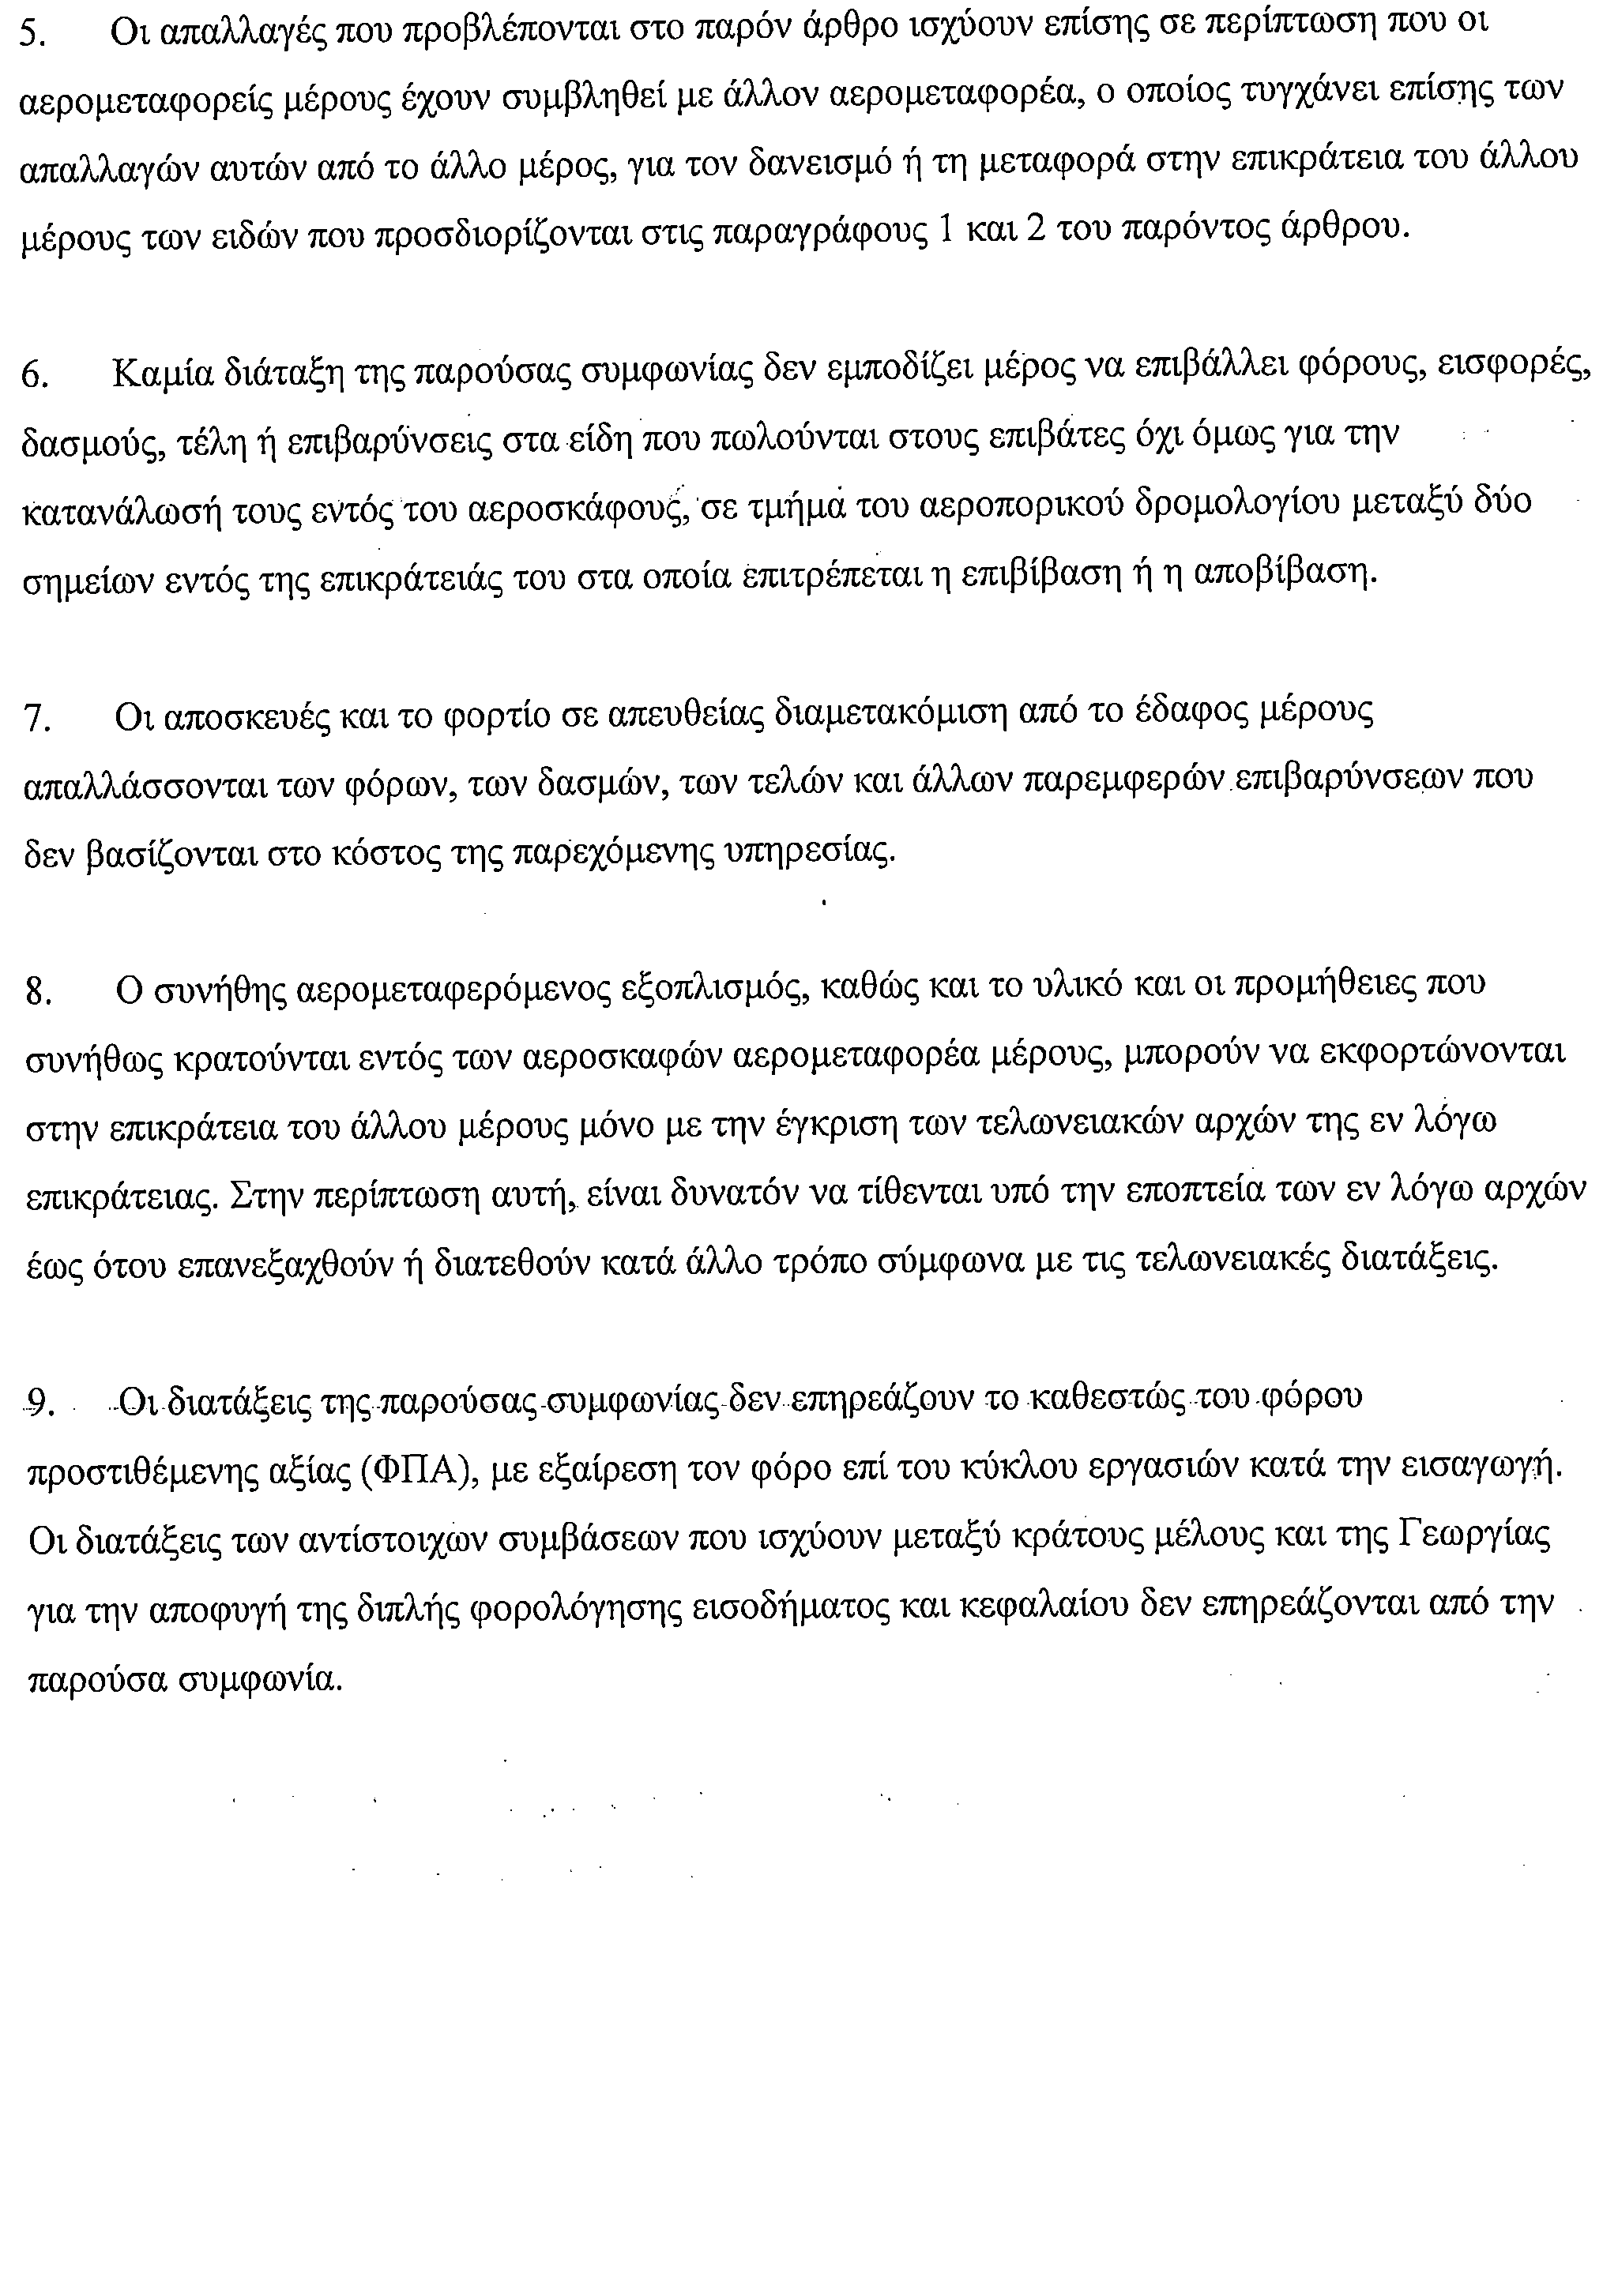 5. Οι απαλλαγές που προβλέπονται στο παρόν άρθρο ισχύουν επίσης σε περίπτωση που οι
αερομεταφορείς μέρους έχουν συμβληθεί με άλλον αερομεταφορέα, ο οποίος τυγχάνει επίσης των
απαλλαγών αυτών από το άλλο μέρος, για τον δανεισμό ή τη μεταφορά στην επικράτεια του άλλου
μέρους των ειδών που προσδιορίζονται στις παραγράφους 1 και 2 του παρόντος άρθρου.
6. Καμία διάταξη της παρούσας συμφωνίας δεν εμποδίζει μέρος να επιβάλλει φόρους, εισφορές,
δασμούς, τέλη ή επιβαρύνσεις στα είδη που πωλούνται στους επιβάτες όχι όμως για την
κατανάλωσή τους εντός του αεροσκάφους, σε τμήμα του αεροπορικού δρομολογίου μεταξύ δύο
σημείων εντός της επικράτειάς του στα οποία επιτρέπεται η επιβίβαση ή η αποβίβαση.
7. Οι αποσκευές και το φορτίο σε απευθείας διαμετακόμιση από το έδαφος μέρους
απαλλάσσονται των φόρων, των δασμών, των τελών και άλλων παρεμφερών επιβαρύνσεων που
δεν βασίζονται στο κόστος της παρεχόμενης υπηρεσίας.
8. Ο συνήθης αερομεταφερόμενος εξοπλισμός, καθώς και το υλικό και οι προμήθειες που
συνήθως κρατούνται εντός των αεροσκαφών αερομεταφορέα μέρους, μπορούν να εκφορτώνονται
στην επικράτεια του άλλου μέρους μόνο με την έγκριση των τελωνειακών αρχών της εν λόγω
επικράτειας. Στην περίπτωση αυτή, είναι δυνατόν να τίθενται υπό την εποπτεία των εν λόγω αρχών
έως ότου επανεξαχθούν ή διατεθούν κατά άλλο τρόπο σύμφωνα με τις τελωνειακές διατάξεις.
9. Οι διατάξεις της παρούσας συμφωνίας δεν επηρεάζουν το καθεστώς του φόρου
προστιθέμενης αξίας (ΦΠΑ), με εξαίρεση τον φόρο επί του κύκλου εργασιών κατά την εισαγωγή.
Οι διατάξεις των αντίστοιχων συμβάσεων που ισχύουν μεταξύ κράτους μέλους και της Γεωργίας
για την αποφυγή της διπλής φορολόγησης εισοδήματος και κεφαλαίου δεν επηρεάζονται από την
παρούσα συμφωνία.